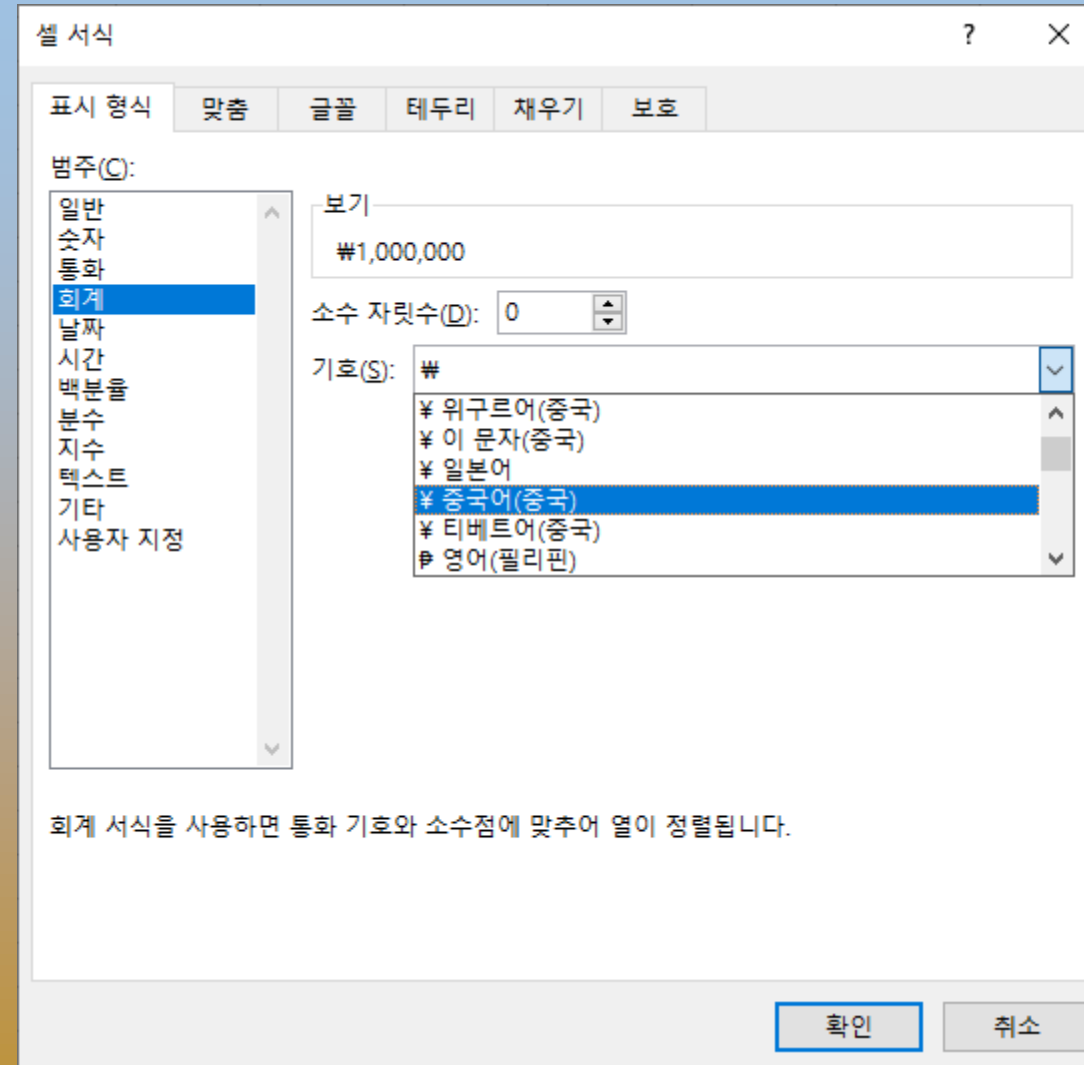 셀 서식
?
표시 형식 맞춤 글꼴 테두리 채우기 보호
범주(C):
일반
숫자
통화
회계
날짜
시간
백분율
분수
지수
텍스트
기타
사용자 지정
보기
₩1,000,000
소수 자릿수(D): 0
기호(S): ₩
¥ 위구르어(중국)
¥ 이 문자(중국)
¥ 일본어
¥ 중국어(중국)
¥ 티베트어(중국)
₱ 영어(필리핀)
회계 서식을 사용하면 통화 기호와 소수점에 맞추어 열이 정렬됩니다.
확인 취소